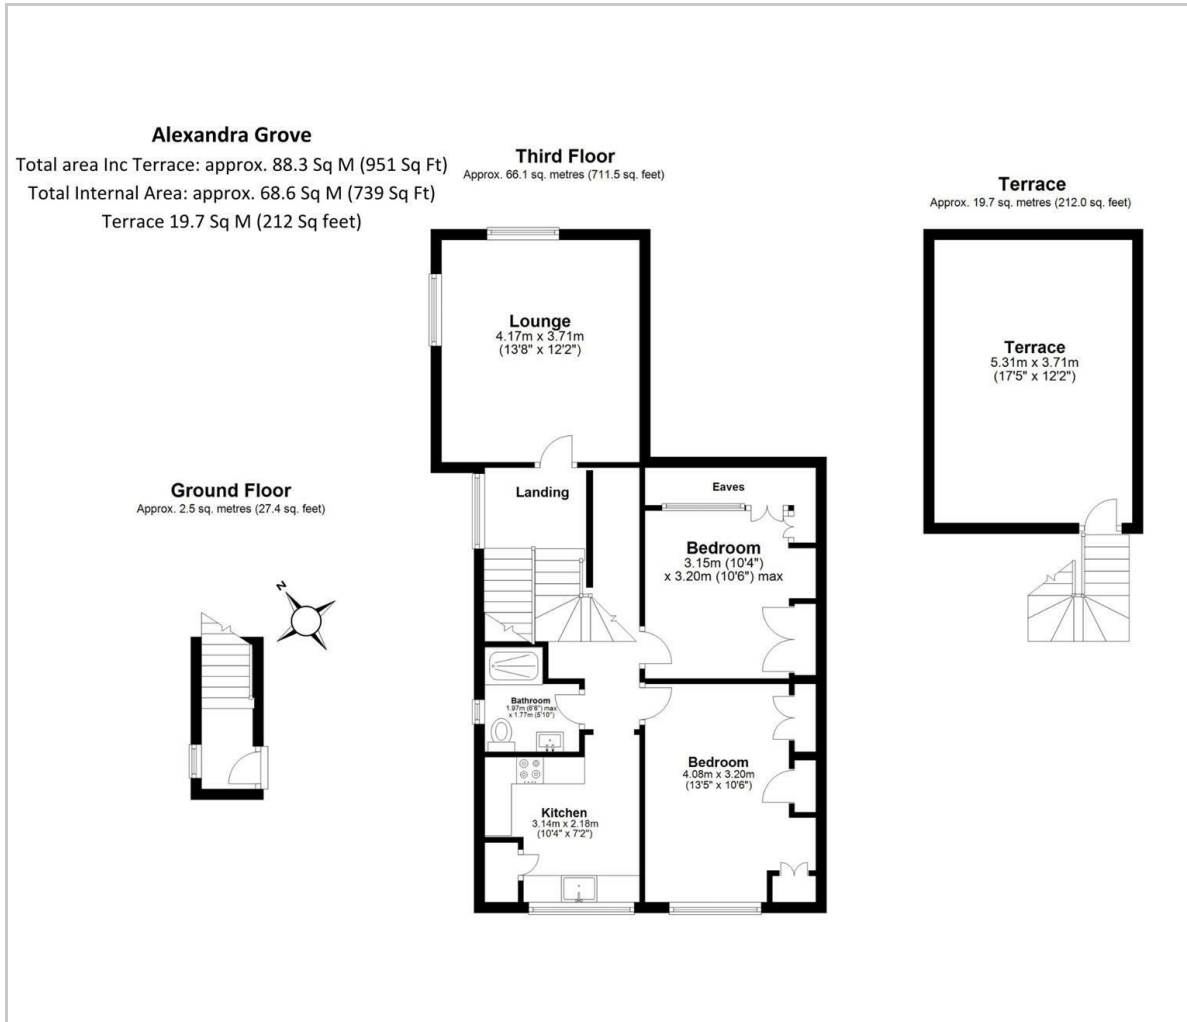 Alexandra Grove
Total area Inc Terrace: approx. 88.3 Sq M (951 Sq Ft)
Total Internal Area: approx. 68.6 Sq M (739 Sq Ft)
Terrace 19.7 Sq M (212 Sq feet)
Third Floor
Approx. 66.1 sq. metres (711.5 sq. feet)
Terrace
Approx. 19.7 sq. metres (212.0 sq. feet)
Lounge
4.17m x 3.71m
(13'8" x 12'2")
Terrace
5.31m x 3.71m
(17'5" x 12'2")
Ground Floor
Approx. 2.5 sq. metres (27.4 sq. feet)
N
Landing
Eaves
Bedroom
3.15m (10'4")
x 3.20m (10'6") max
Bathroom
1.97m (6'6") max
x 1.77m (5'10")
Bedroom
4.08m x 3.20m
(13'5" x 10'6")
Kitchen
3.14m x 2.18m
(10'4" x 7'2")